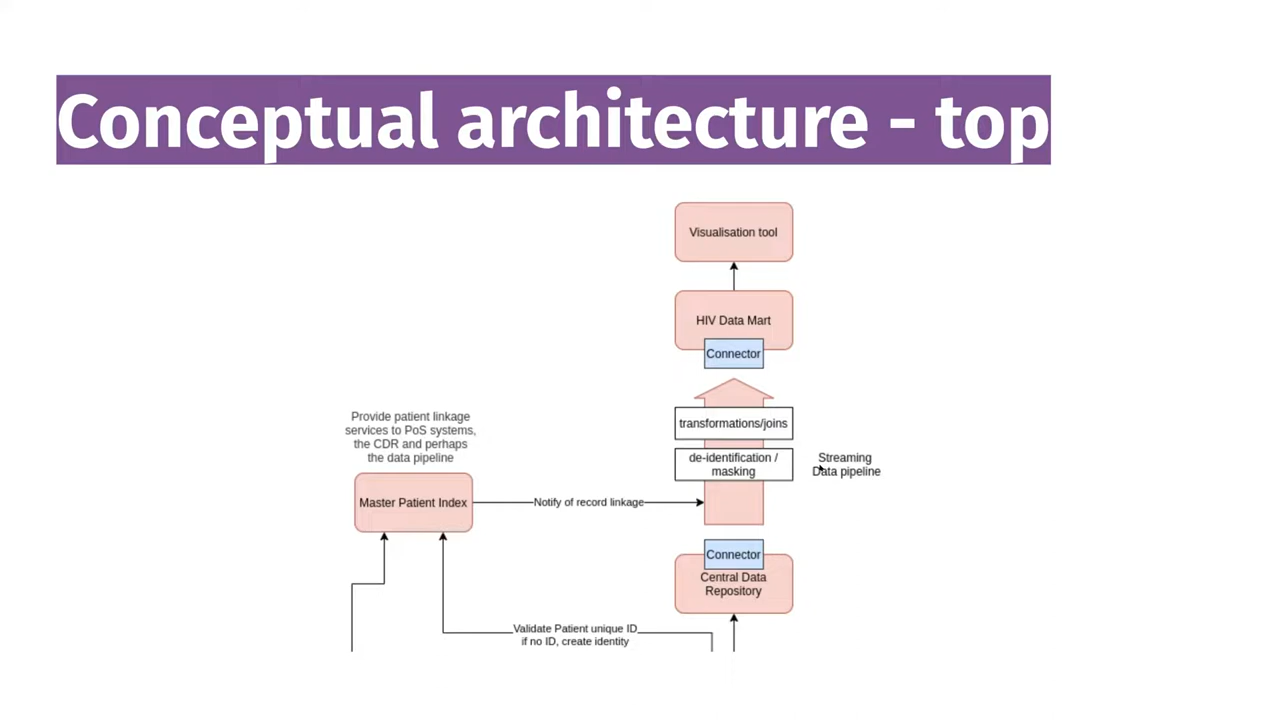 Conceptual architecture - top
Visualisation tool
HIV Data Mart
Connector
transformations/joins
de-identification /
masking
Streaming
Data pipeline
Provide patient linkage
services to PoS systems,
the CDR and perhaps
the data pipeline
Master Patient Index
Notify of record linkage
Connector
Central Data
Repository
Validate Patient unique ID
if no ID, create identity